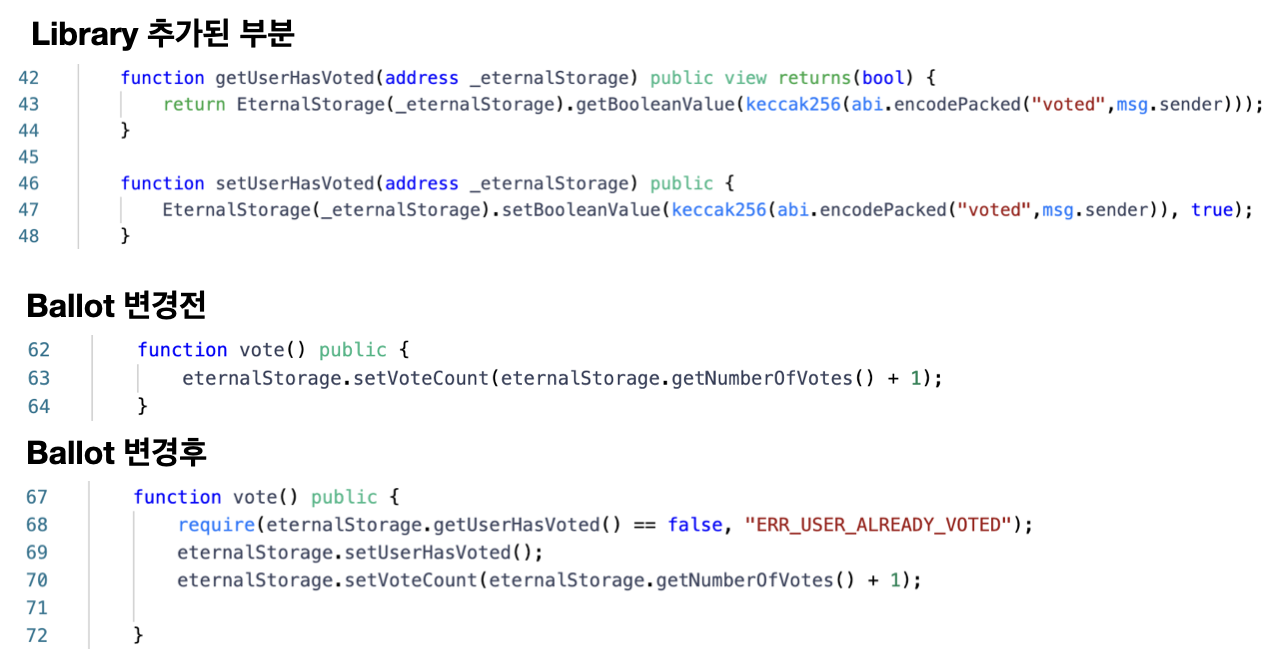 Library 추가된 부분
42 function getUserHasVoted(address _eternalStorage) public view returns(bool) {
43 return EternalStorage(_eternalStorage).getBooleanValue(keccak256(abi.encodePacked("voted",msg.sender)));
44 }
45
46 function setUserHasVoted(address _eternalStorage) public {
47 EternalStorage(_eternalStorage).setBooleanValue(keccak256(abi.encodePacked("voted",msg.sender)), true);
48 }
Ballot 변경전
62 function vote() public {
63 eternalStorage.setVoteCount(eternalStorage.getNumberOfVotes() + 1);
64 }
Ballot 변경후
67 function vote() public {
68 require(eternalStorage.getUserHasVoted() == false, "ERR_USER_ALREADY_VOTED");
69 eternalStorage.setUserHasVoted();
70 eternalStorage.setVoteCount(eternalStorage.getNumberOfVotes() + 1);
71
72 }